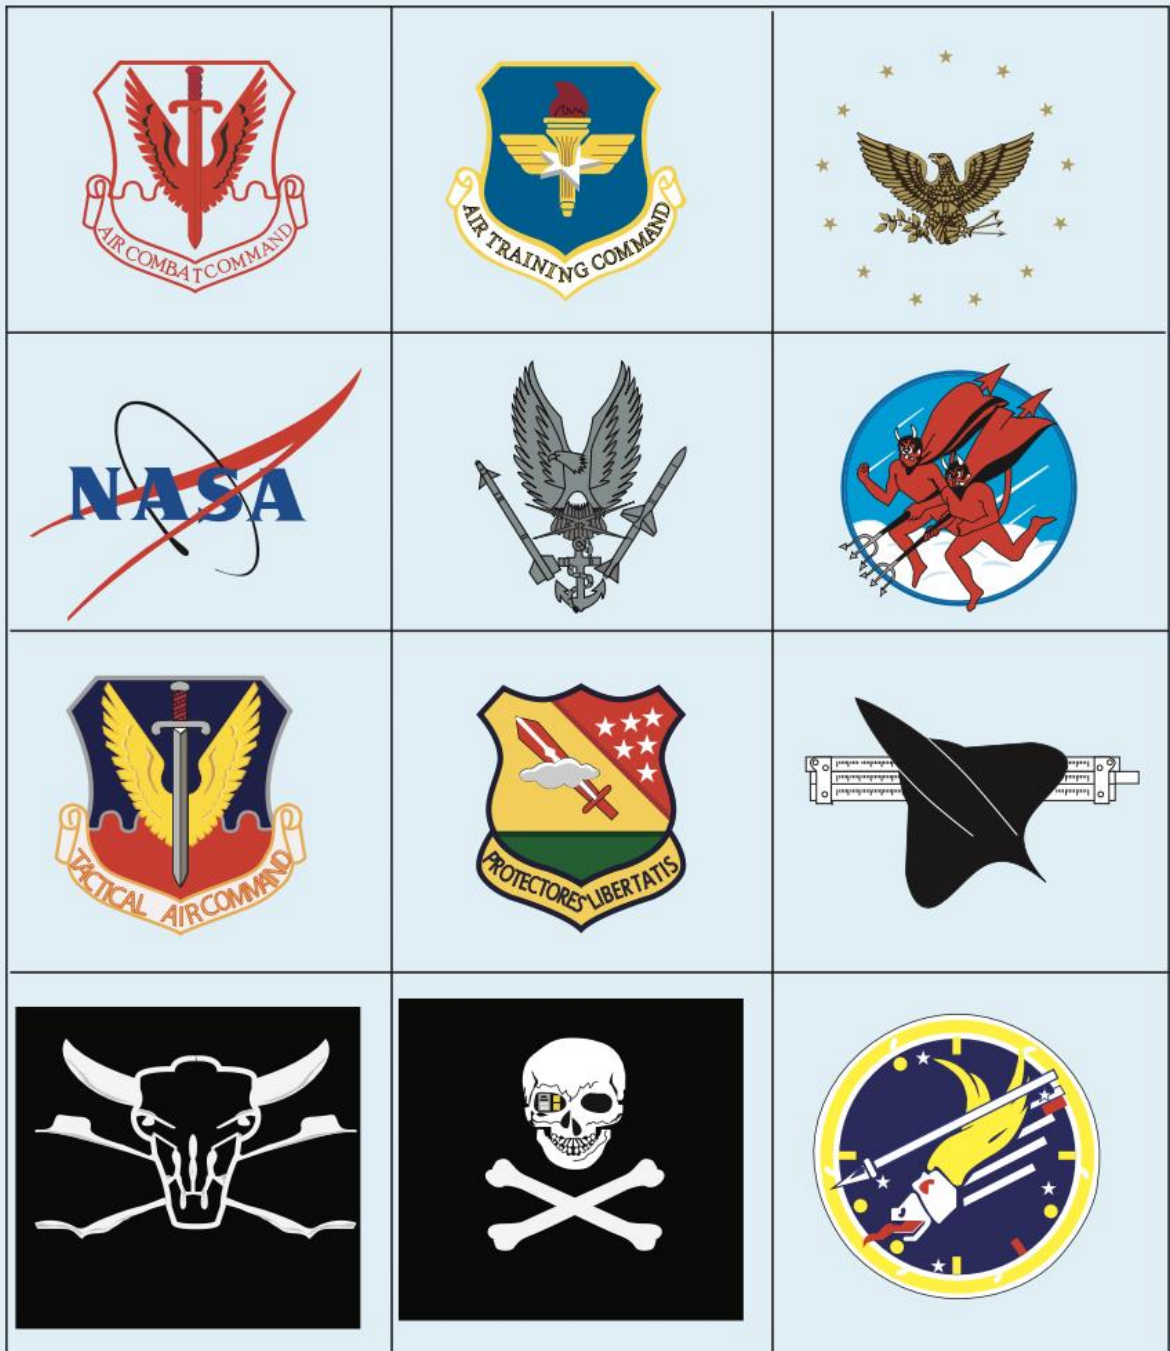 AIR COMBAT COMMAND
AIR TRAINING COMMAND
NASA
TACTICAL AIR COMMAND
PROTECTORES LIBERTATIS